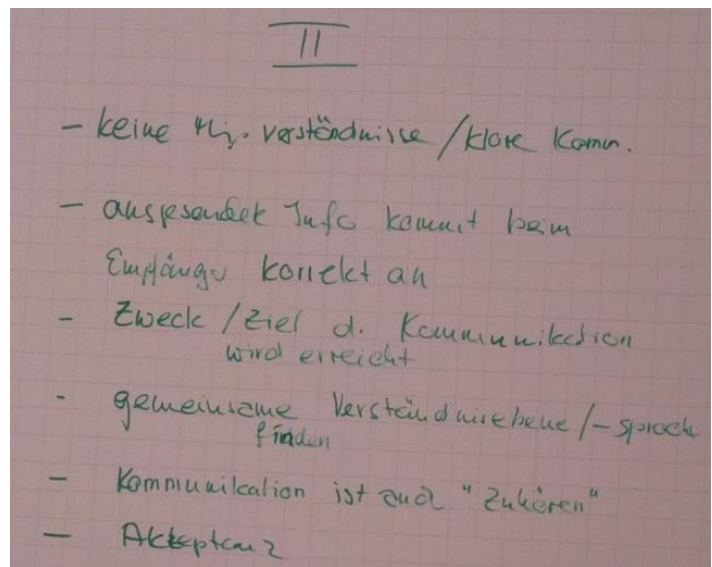 II
- keine Miß-verständnisse / klare Komm.
- ausgesendet Info kommt beim
Empfänger korrekt an
- Zweck / Ziel d. Kommunikation
wird erreicht
- gemeinsame Verständnisebene / - sprache
finden
- Kommunikation ist auch "Zuhören"
- Akzeptanz